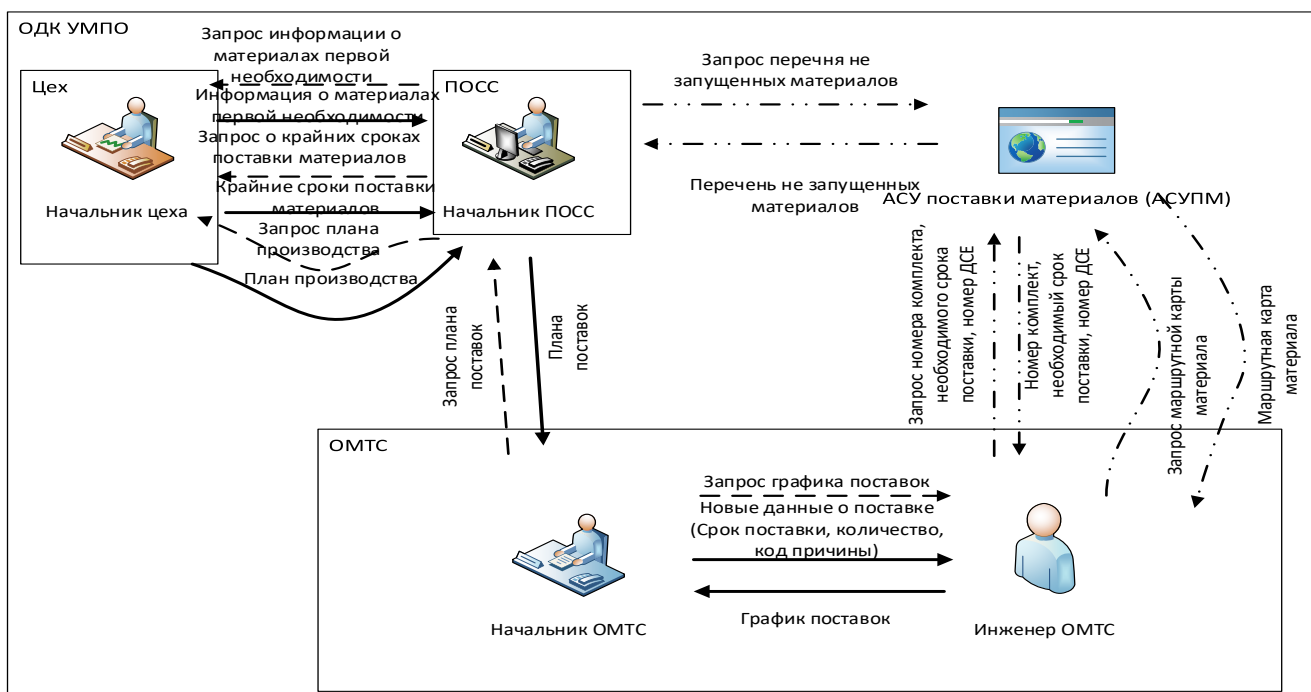 ОДК УМПО
Запрос информации о
материалах первой
необходимости
Цех
ПОСС
Информация о материалах
первой необходимости
Запрос о крайних сроках
поставки материалов
Крайние сроки поставки
материалов
Начальник цеха
Начальник ПОСС
Запрос плана
производства
План производства
Запрос перечня не
запущенных материалов
Перечень не запущенных
материалов
АСУ поставки материалов (АСУПМ)
Запрос плана
поставок
Плана
поставок
Запрос номера комплекта,
необходимого срока
поставки, номер ДСЕ
Номер комплект,
необходимый срок
поставки, номер ДСЕ
Запрос маршрутной карты
материала
Маршрутная карта
материала
ОМТС
Запрос графика поставок
Новые данные о поставке
(Срок поставки, количество,
код причины)
График поставок
Начальник ОМТС
Инженер ОМТС